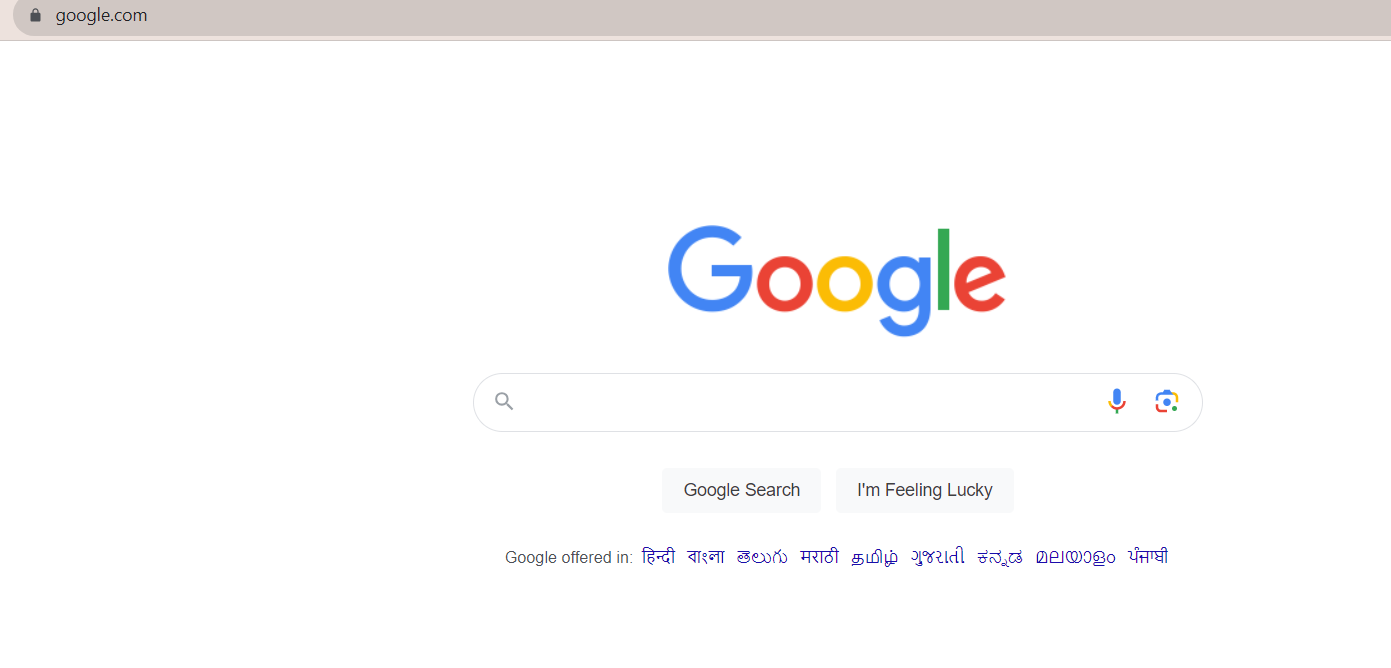 google.com
Google
Google Search I'm Feeling Lucky
Google offered in: हिन्दी বাংলা తెలుగు मराठी தமிழ் ગુજરાતી ಕನ್ನಡ മലയാളം ਪੰਜਾਬੀ